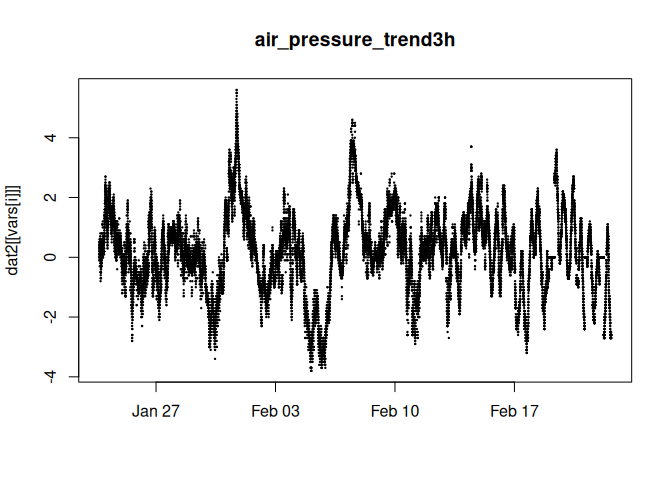 air_pressure_trend3h
dat2[[vars[i]]]
4
2
0
-2
-4
Jan 27
Feb 03
Feb 10
Feb 17